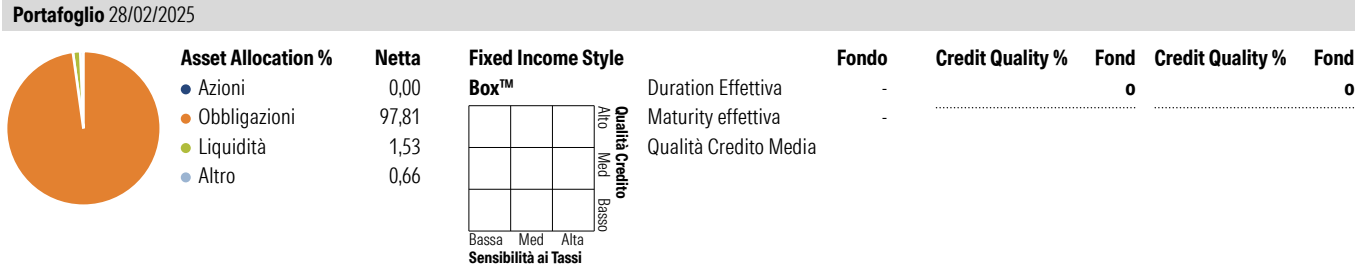 Portafoglio 28/02/2025
Asset Allocation % Netta
Azioni 0,00
Obbligazioni 97,81
Liquidità 1,53
Altro 0,66
Fixed Income Style
Box™
Alto Med Basso
Qualità Credito
Bassa Med Alta
Sensibilità ai Tassi
Fondo
Duration Effettiva -
Maturity effettiva -
Qualità Credito Media
Credit Quality % Fond
o
Credit Quality % Fond
o